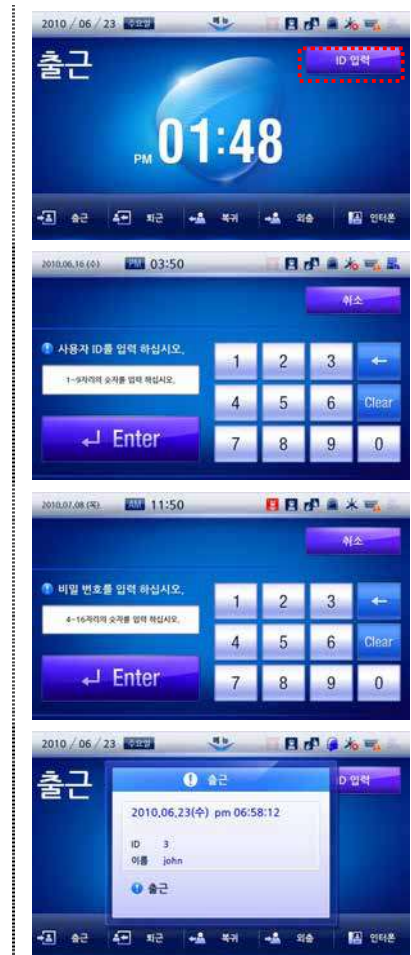 2010 / 06 / 23 수요일 메뉴
출근
ID 입력
PM 01:48
출근 퇴근 복귀 외출 인터폰
2010.06.16 (수) PM 03:50
취소
사용자 ID를 입력 하십시오.
1~9자리의 숫자를 입력 하십시오.
1 2 3 ←
4 5 6 Clear
Enter
7 8 9 0
2010.07.08 (목) AM 11:50
취소
비밀 번호를 입력 하십시오.
4~16자리의 숫자를 입력 하십시오.
1 2 3 ←
4 5 6 Clear
Enter
7 8 9 0
2010 / 06 / 23 수요일 메뉴
출근
출근
ID 입력
2010.06.23(수) pm 06:58:12
ID 3
이름 john
출근
출근 퇴근 복귀 외출 인터폰